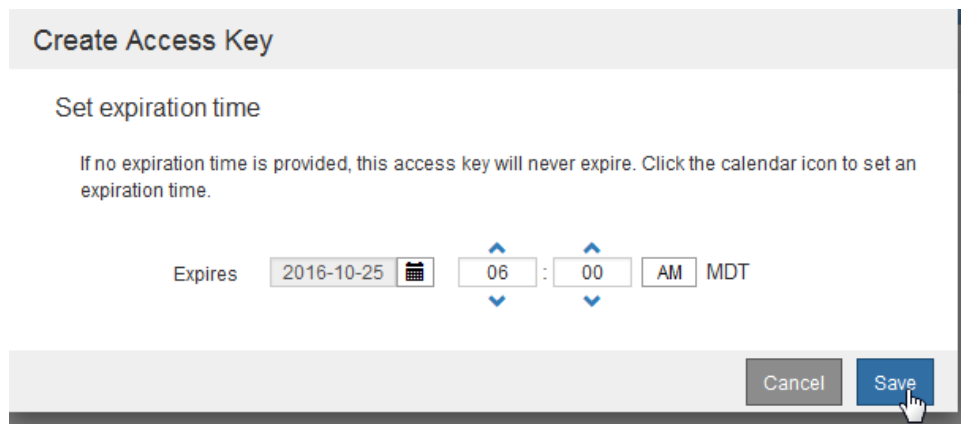 Create Access Key
Set expiration time
If no expiration time is provided, this access key will never expire. Click the calendar icon to set an
expiration time.
Expires 2016-10-25 06 : 00 AM MDT
Cancel Save